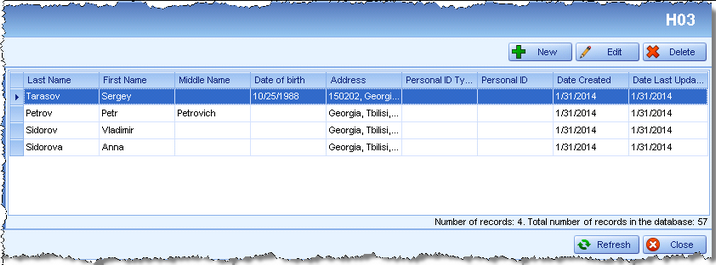 H03
New Edit Delete
Last Name First Name Middle Name Date of birth Address Personal ID Ty... Personal ID Date Created Date Last Upda...
Tarasov Sergey 10/25/1988 150202, Georgi... 1/31/2014 1/31/2014
Petrov Petr Petrovich Georgia, Tbilisi,... 1/31/2014 1/31/2014
Sidorov Vladimir Georgia, Tbilisi,... 1/31/2014 1/31/2014
Sidorova Anna Georgia, Tbilisi,... 1/31/2014 1/31/2014
Number of records: 4. Total number of records in the database: 57
Refresh Close